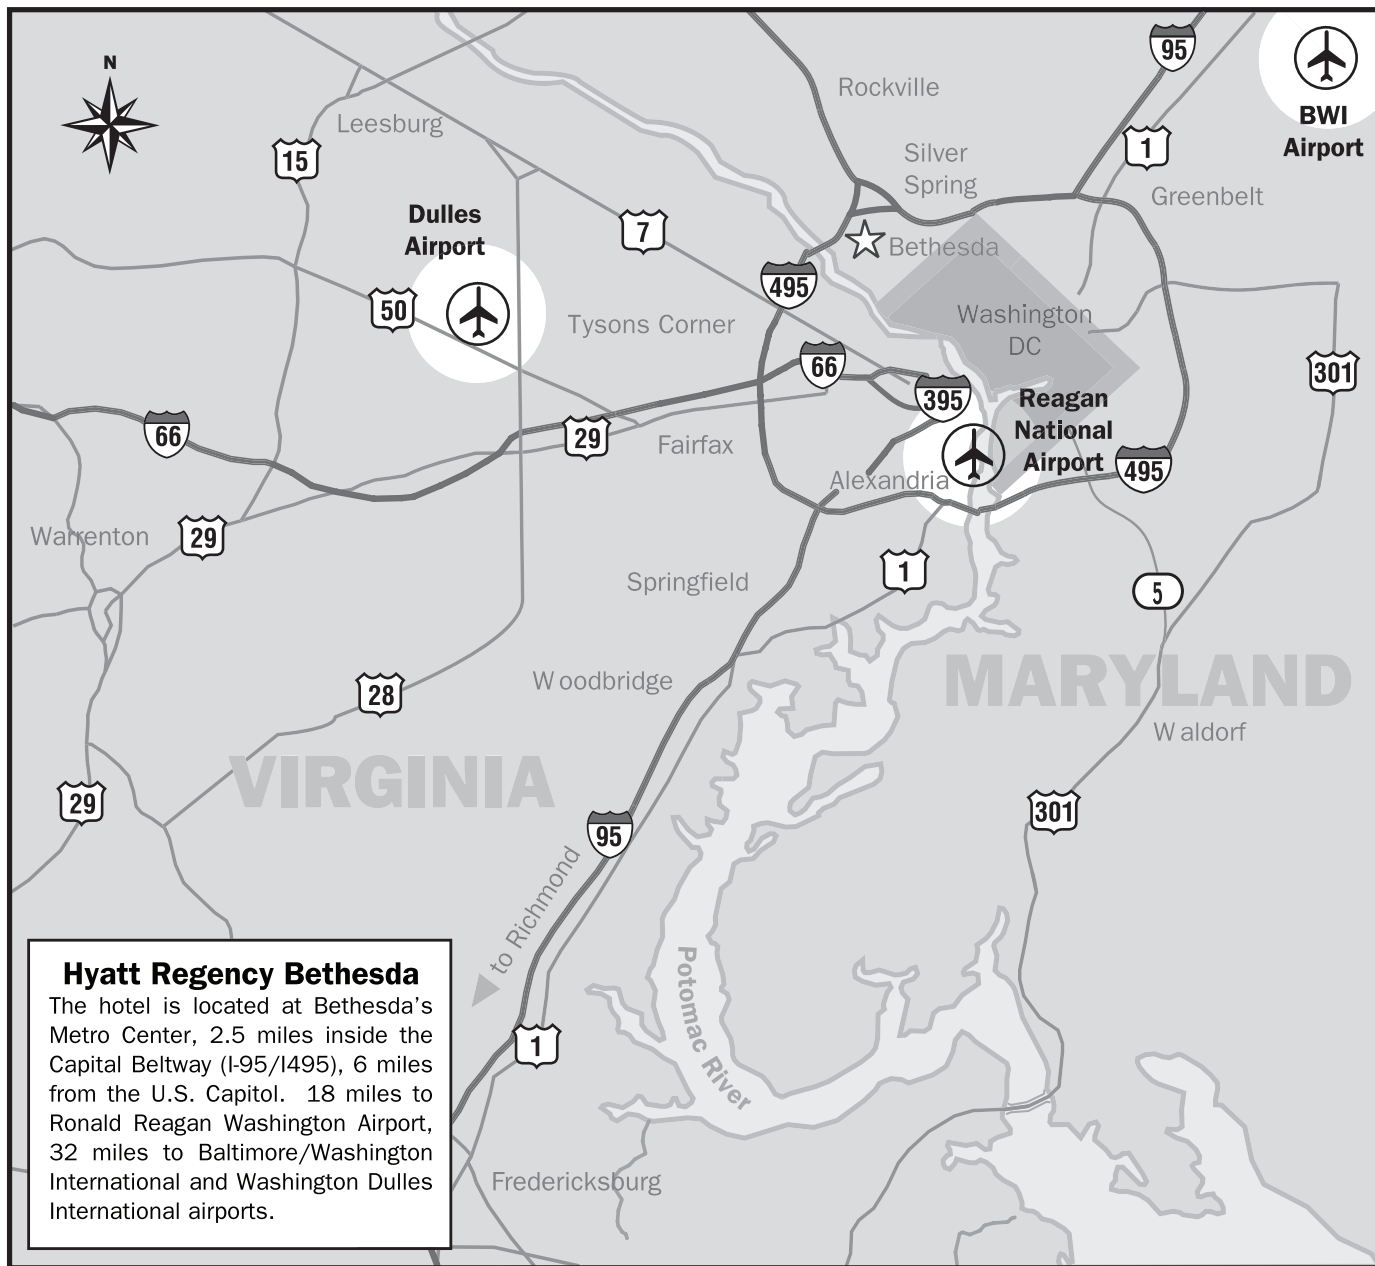 N
95
Rockville
BWI
Airport
Leesburg
15
1
Silver
Spring
Greenbelt
Dulles
Airport
7
Bethesda
495
50
Tysons Corner
Washington
DC
66
301
395
Reagan
National
Airport
66
29
Fairfax
495
Alexandria
Warrenton
29
1
Springfield
5
MARYLAND
28
Woodbridge
Waldorf
VIRGINIA
29
301
95
to Richmond
Potomac River
1
Fredericksburg
Hyatt Regency Bethesda
The hotel is located at Bethesda’s
Metro Center, 2.5 miles inside the
Capital Beltway (I-95/I495), 6 miles
from the U.S. Capitol.  18 miles to
Ronald Reagan Washington Airport,
32 miles to Baltimore/Washington
International and Washington Dulles
International airports.